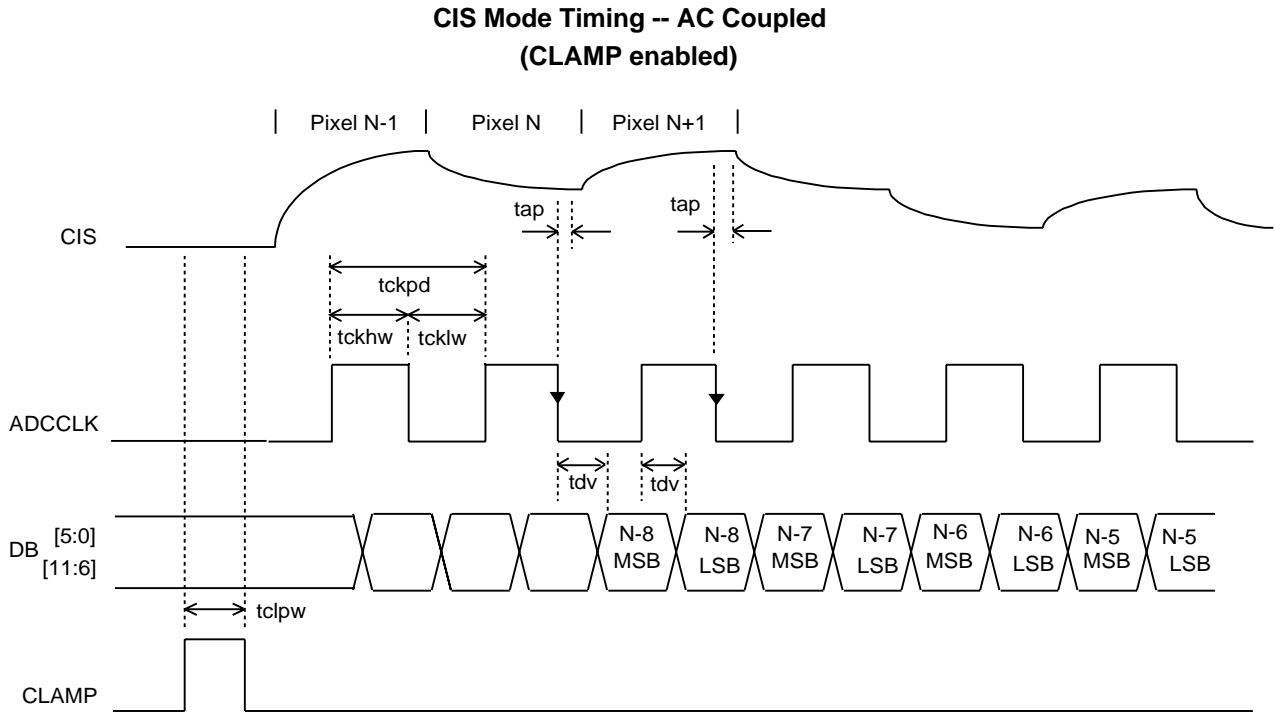 CIS Mode Timing -- AC Coupled
(CLAMP enabled)
| Pixel N-1 | Pixel N | Pixel N+1 |
tap
tap
CIS
tckpd
tckhw
tcklw
ADCCLK
tdv
tdv
DB
[5:0]
[11:6]
N-8
MSB
N-8
LSB
N-7
MSB
N-7
LSB
N-6
MSB
N-6
LSB
N-5
MSB
N-5
LSB
tclpw
CLAMP